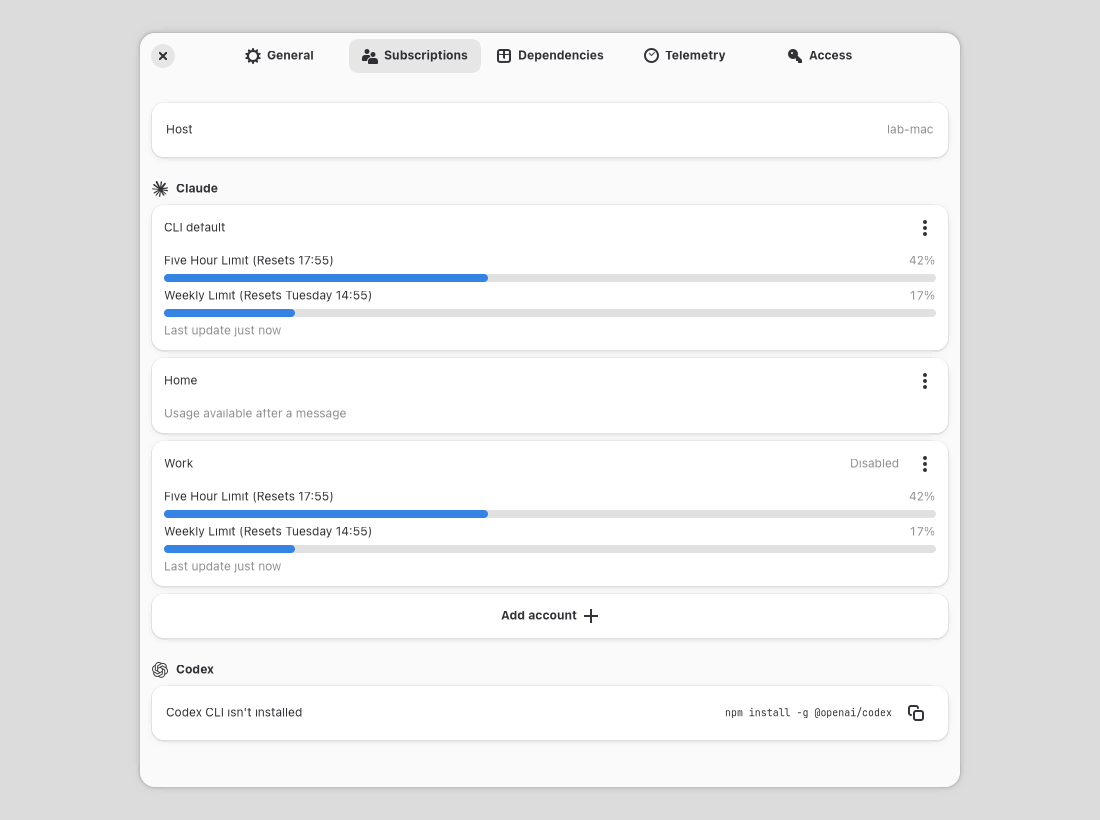 General
Subscriptions
Dependencies
Telemetry
Access
Host
lab-mac
Claude
CLI default
Five Hour Limit (Resets 17:55)
42%
Weekly Limit (Resets Tuesday 14:55)
17%
Last update just now
Home
Usage available after a message
Work
Disabled
Five Hour Limit (Resets 17:55)
42%
Weekly Limit (Resets Tuesday 14:55)
17%
Last update just now
Add account
Codex
Codex CLI isn't installed
npm install -g @openai/codex